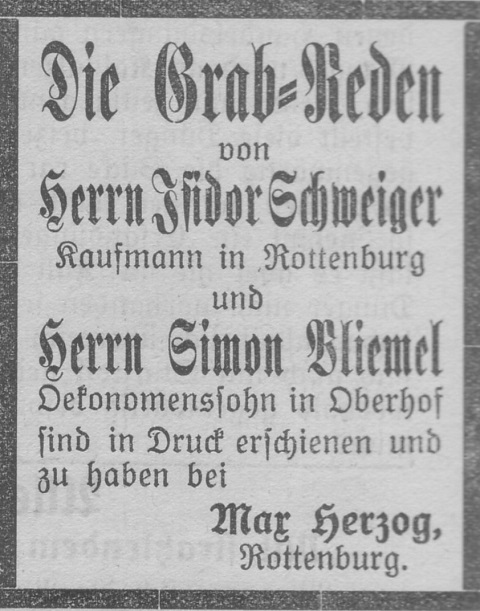 Die Grab-Reden
von
Herrn Isidor Schweiger
Kaufmann in Rottenburg
und
Herrn Simon Bliemel
Oekonomenssohn in Oberhof
sind in Druck erschienen und
zu haben bei
Max Herzog,
Rottenburg.